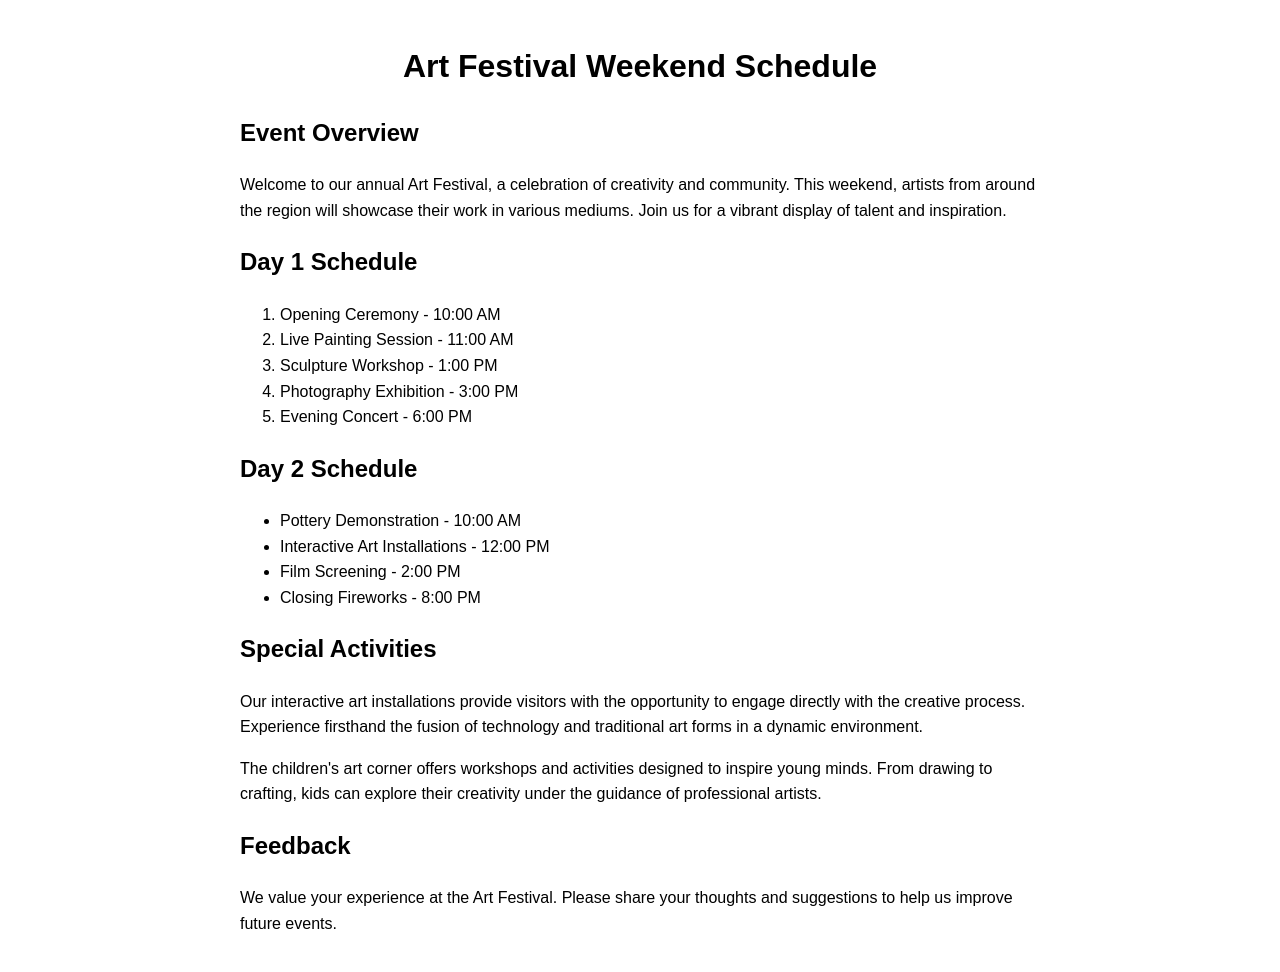 Art Festival Weekend Schedule
Event Overview
Welcome to our annual Art Festival, a celebration of creativity and community. This weekend, artists from around
the region will showcase their work in various mediums. Join us for a vibrant display of talent and inspiration.
Day 1 Schedule
1. Opening Ceremony - 10:00 AM
2. Live Painting Session - 11:00 AM
3. Sculpture Workshop - 1:00 PM
4. Photography Exhibition - 3:00 PM
5. Evening Concert - 6:00 PM
Day 2 Schedule
• Pottery Demonstration - 10:00 AM
• Interactive Art Installations - 12:00 PM
• Film Screening - 2:00 PM
• Closing Fireworks - 8:00 PM
Special Activities
Our interactive art installations provide visitors with the opportunity to engage directly with the creative process.
Experience firsthand the fusion of technology and traditional art forms in a dynamic environment.
The children's art corner offers workshops and activities designed to inspire young minds. From drawing to
crafting, kids can explore their creativity under the guidance of professional artists.
Feedback
We value your experience at the Art Festival. Please share your thoughts and suggestions to help us improve
future events.